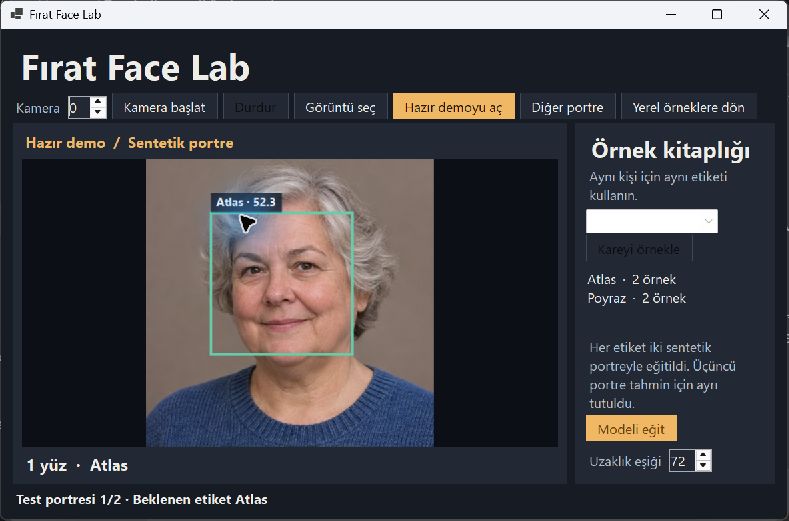 Fırat Face Lab
Fırat Face Lab
Kamera 0 Kamera başlat Durdur Görüntü seç Hazır demoyu aç Diğer portre Yerel örneklere dön
Hazır demo / Sentetik portre
Atlas · 52.3
1 yüz · Atlas
Örnek kitaplığı
Aynı kişi için aynı etiketi
kullanın.
Kareyi örnekle
Atlas · 2 örnek
Poyraz · 2 örnek
Her etiket iki sentetik
portreyle eğitildi. Üçüncü
portre tahmin için ayrı
tutuldu.
Modeli eğit
Uzaklık eşiği 72
Test portresi 1/2 · Beklenen etiket Atlas